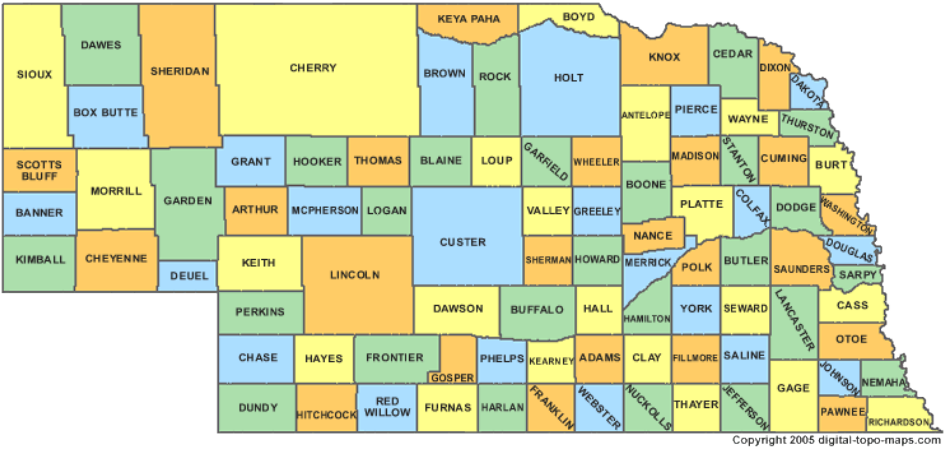 BOYD
KEYA PAHA
DAWES
SIOUX
SHERIDAN
CHERRY
BROWN
ROCK
HOLT
KNOX
CEDAR
DIXON
DAKOTA
BOX BUTTE
ANTELOPE
PIERCE
WAYNE
THURSTON
SCOTTS
BLUFF
MORRILL
GARDEN
GRANT
HOOKER
THOMAS
BLAINE
LOUP
GARFIELD
WHEELER
BOONE
MADISON
STANTON
CUMING
BURT
BANNER
ARTHUR
MCPHERSON
LOGAN
CUSTER
VALLEY
GREELEY
PLATTE
COLFAX
DODGE
WASHINGTON
NANCE
KIMBALL
CHEYENNE
DEUEL
KEITH
LINCOLN
SHERMAN
HOWARD
MERRICK
POLK
BUTLER
SAUNDERS
DOUGLAS
SARPY
PERKINS
DAWSON
BUFFALO
HALL
HAMILTON
YORK
SEWARD
LANCASTER
CASS
OTOE
CHASE
HAYES
FRONTIER
GOSPER
PHELPS
KEARNEY
ADAMS
CLAY
FILLMORE
SALINE
JOHNSON
NEMAHA
DUNDY
HITCHCOCK
RED
WILLOW
FURNAS
HARLAN
FRANKLIN
WEBSTER
NUCKOLLS
THAYER
JEFFERSON
GAGE
PAWNEE
RICHARDSON
Copyright 2005 digital-topo-maps.com